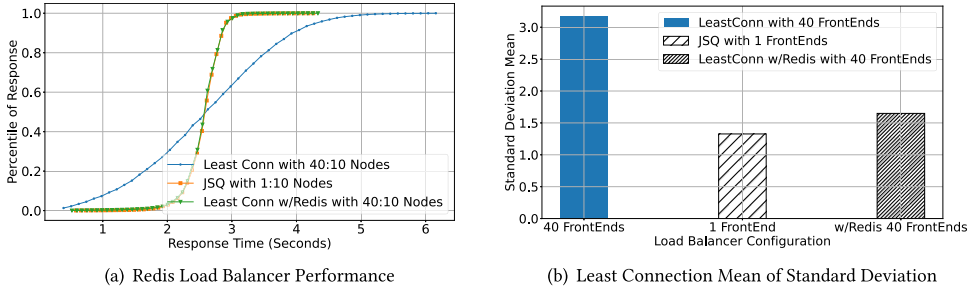 Percentile of Response
1.0
0.8
0.6
0.4
0.2
0.0
Least Conn with 40:10 Nodes
JSQ with 1:10 Nodes
Least Conn w/Redis with 40:10 Nodes
1 2 3 4 5 6
Response Time (Seconds)
(a) Redis Load Balancer Performance
Standard Deviation Mean
3.0
2.5
2.0
1.5
1.0
0.5
0.0
LeastConn with 40 FrontEnds
JSQ with 1 FrontEnds
LeastConn w/Redis with 40 FrontEnds
40 FrontEnds 1 FrontEnd w/Redis 40 FrontEnds
Load Balancer Configuration
(b) Least Connection Mean of Standard Deviation